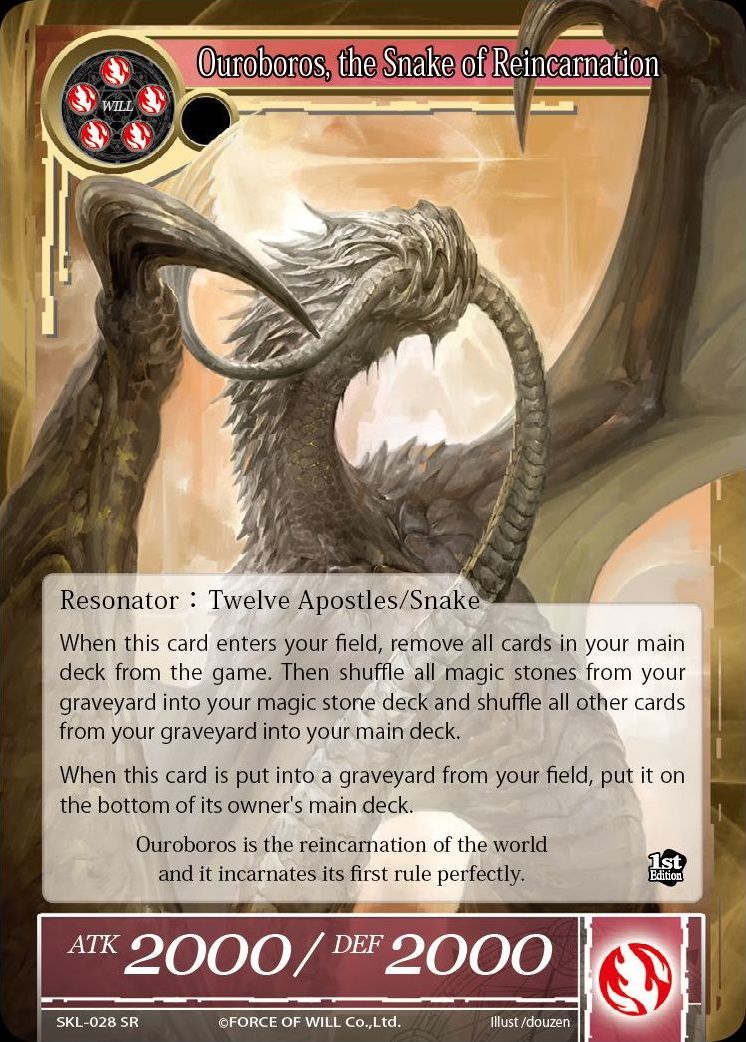 Ouroboros, the Snake of Reincarnation
WILL
Resonator : Twelve Apostles/Snake
When this card enters your field, remove all cards in your main
deck from the game. Then shuffle all magic stones from your
graveyard into your magic stone deck and shuffle all other cards
from your graveyard into your main deck.
When this card is put into a graveyard from your field, put it on
the bottom of its owner's main deck.
Ouroboros is the reincarnation of the world
and it incarnates its first rule perfectly.
1st
Edition
ATK 2000 / DEF 2000
SKL-028 SR ©FORCE OF WILL Co.,Ltd. Illust /douzen